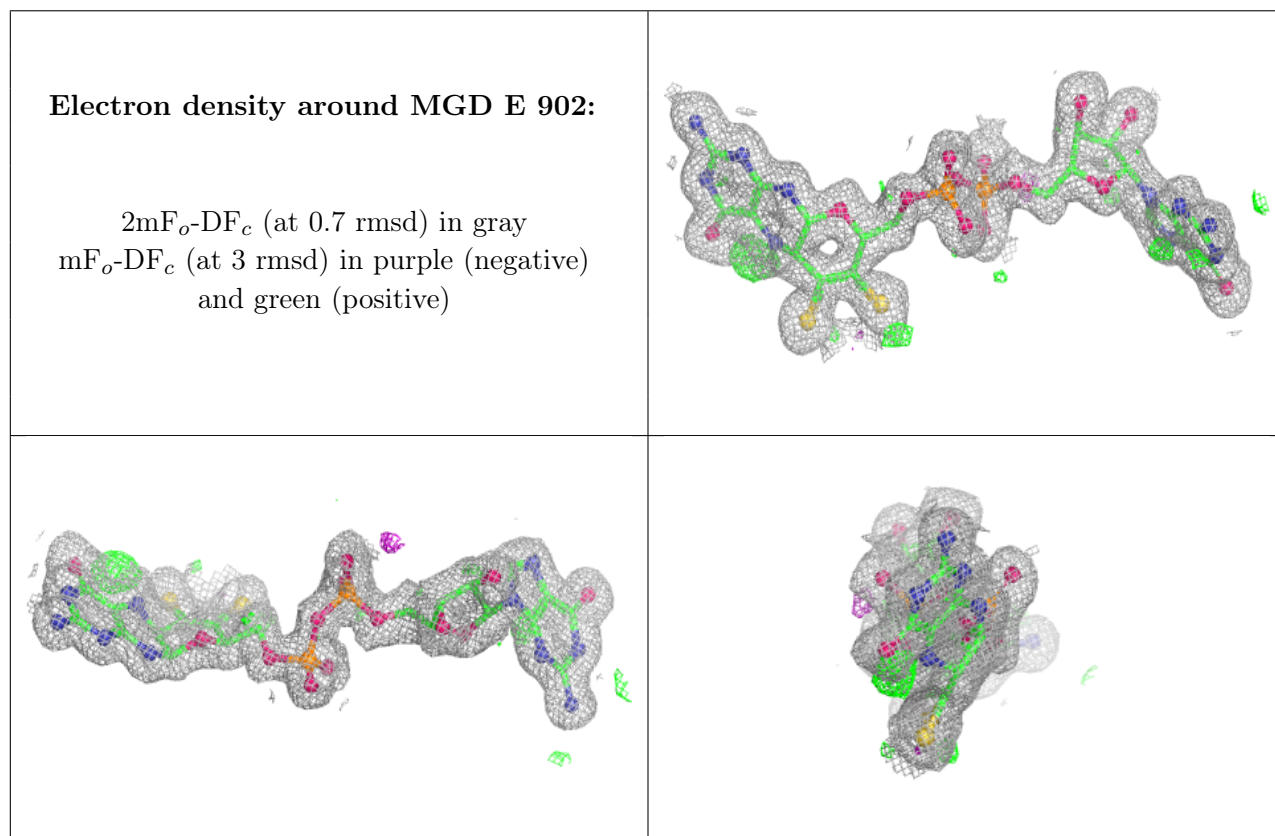 Electron density around MGD E 902:
2mFo-DFc (at 0.7 rmsd) in gray
mFo-DFc (at 3 rmsd) in purple (negative)
and green (positive)